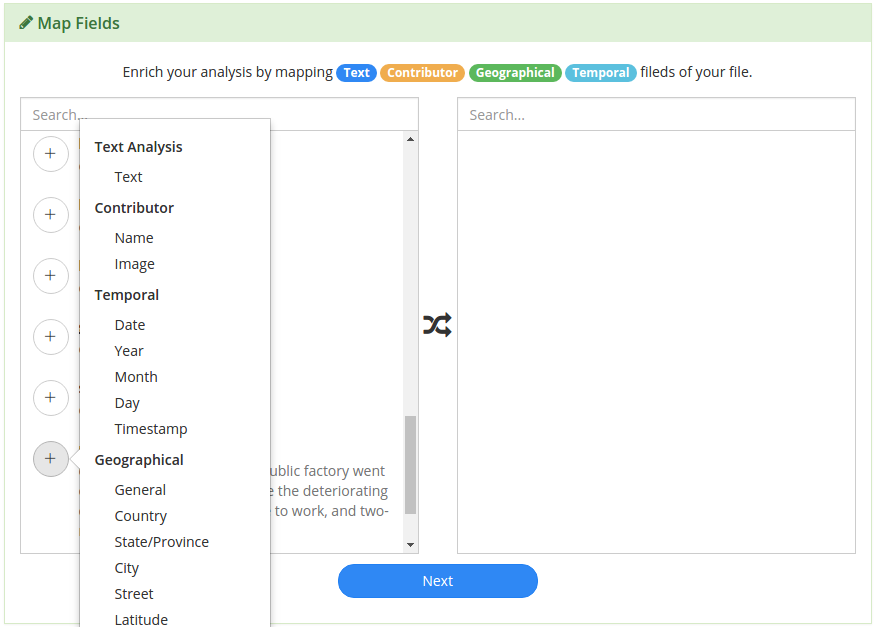 Map Fields
Enrich your analysis by mapping Text Contributor Geographical Temporal fileds of your file.
Search...
Search...
Text Analysis
Text
Contributor
Name
Image
Temporal
Date
Year
Month
Day
Timestamp
Geographical
General
Country
State/Province
City
Street
Latitude
ublic factory went
e the deteriorating
to work, and two-
Next